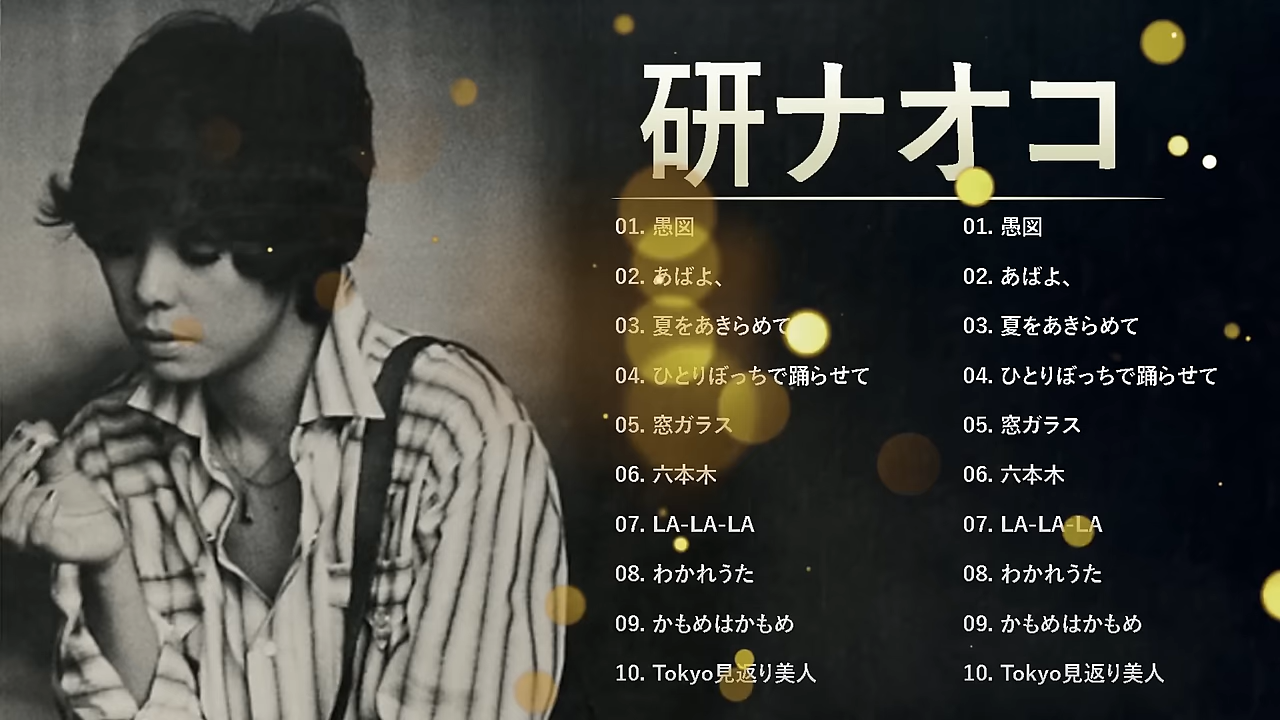 研ナオコ
01. 愚図
02. あばよ、
03. 夏をあきらめて
04. ひとりぼっちで踊らせて
05. 窓ガラス
06. 六本木
07. LA-LA-LA
08. わかれうた
09. かもめはかもめ
10. Tokyo見返り美人
01. 愚図
02. あばよ、
03. 夏をあきらめて
04. ひとりぼっちで踊らせて
05. 窓ガラス
06. 六本木
07. LA-LA-LA
08. わかれうた
09. かもめはかもめ
10. Tokyo見返り美人